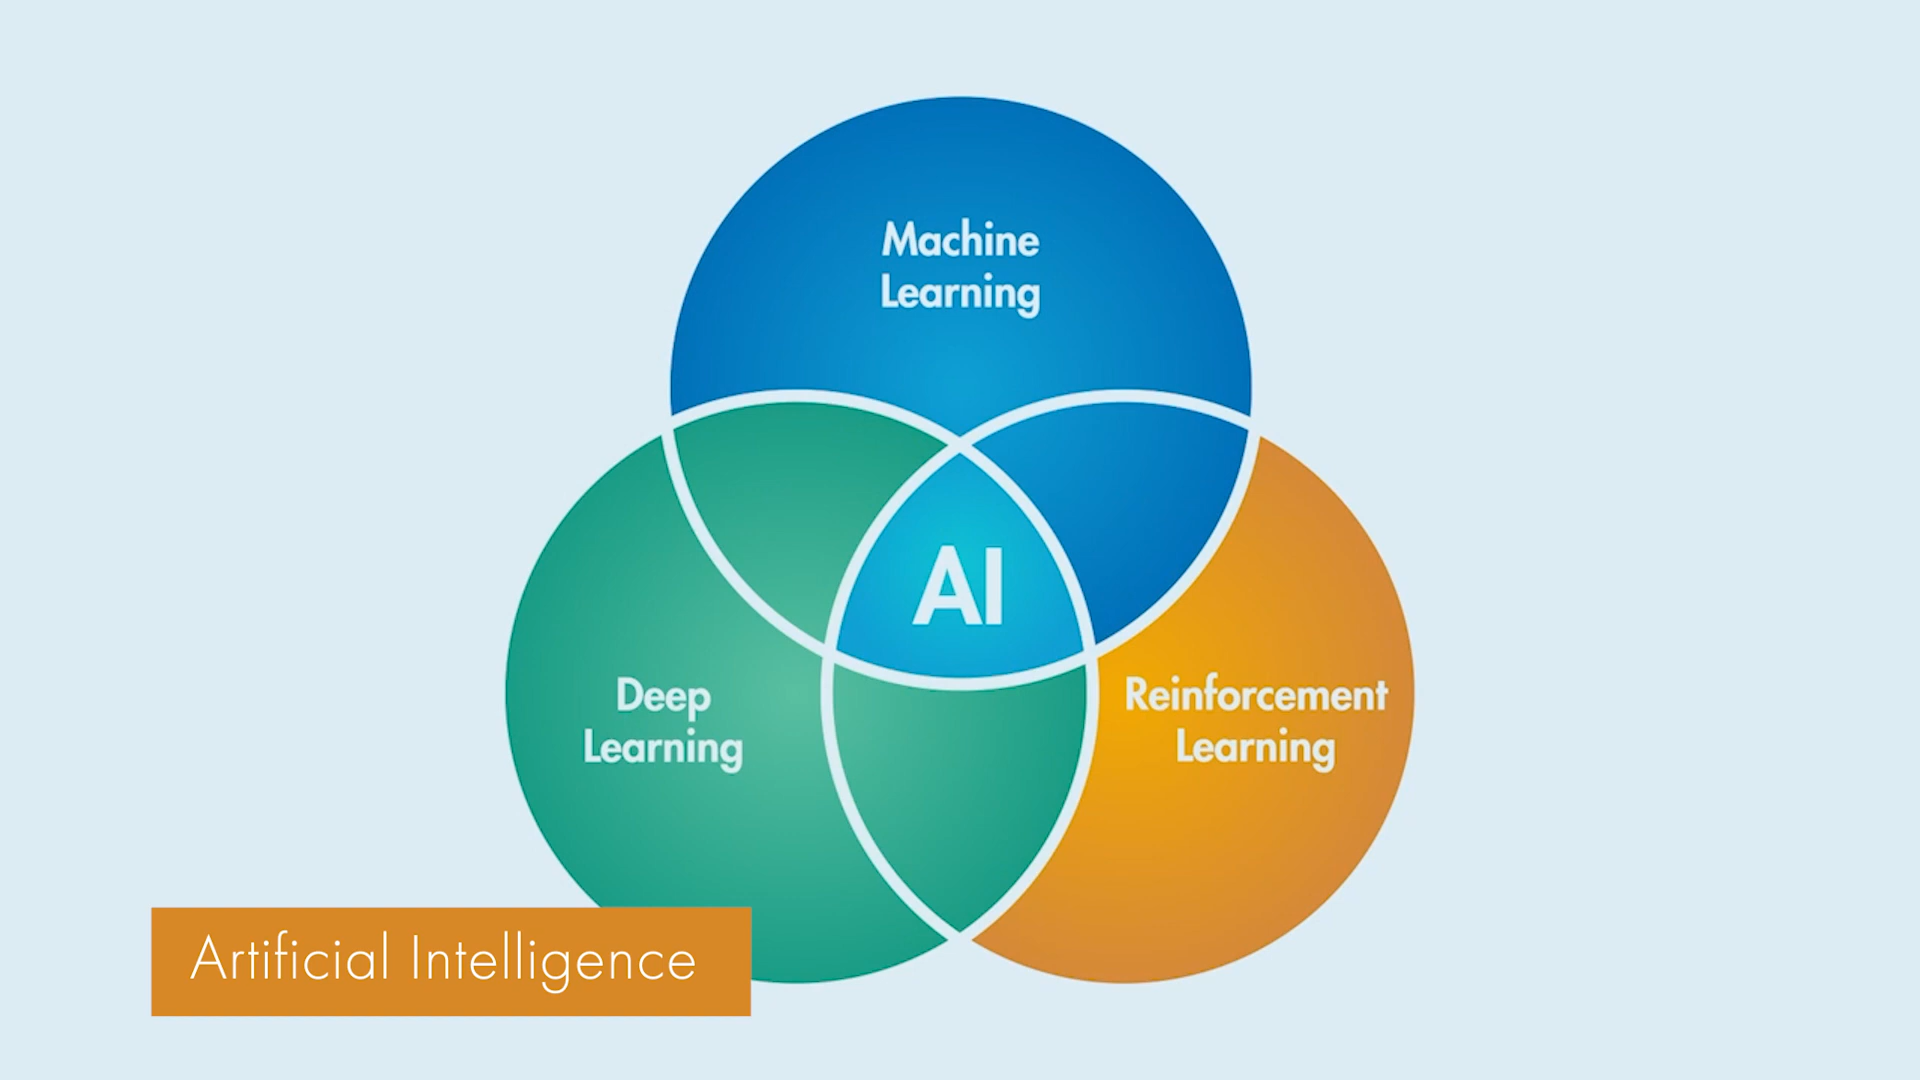 Machine
Learning
AI
Deep
Learning
Reinforcement
Learning
Artificial Intelligence